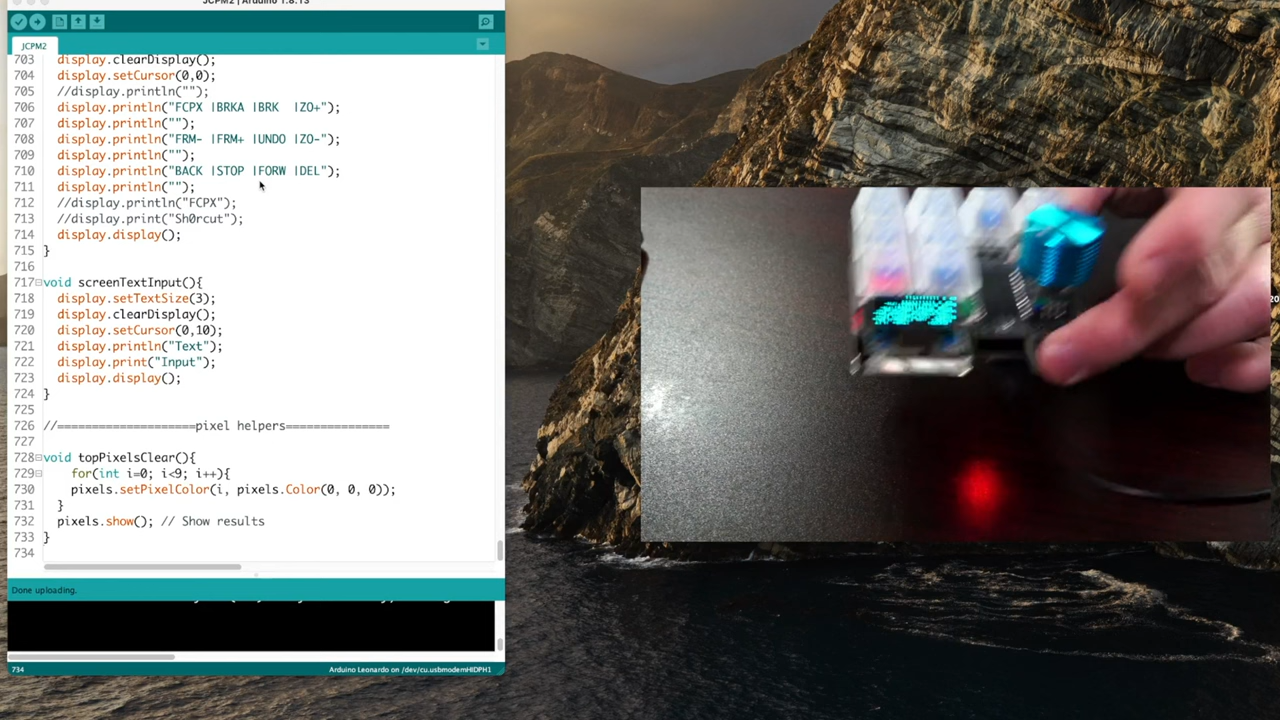 JCPM2 | Arduino 1.8.13
JCPM2
703 display.clearDisplay();
704 display.setCursor(0,0);
705 //display.println("");
706 display.println("FCPX |BRKA |BRK  |ZO+");
707 display.println("");
708 display.println("FRM- |FRM+ |UNDO |ZO-");
709 display.println("");
710 display.println("BACK |STOP |FORW |DEL");
711 display.println("");
712 //display.println("FCPX");
713 //display.print("Sh0rcut");
714 display.display();
715 }
716
717 void screenTextInput(){
718 display.setTextSize(3);
719 display.clearDisplay();
720 display.setCursor(0,10);
721 display.println("Text");
722 display.print("Input");
723 display.display();
724 }
725
726 //====================pixel helpers===============
727
728 void topPixelsClear(){
729 for(int i=0; i<9; i++){
730 pixels.setPixelColor(i, pixels.Color(0, 0, 0));
731 }
732 pixels.show(); // Show results
733 }
734
Done uploading.
734 Arduino Leonardo on /dev/cu.usbmodemHIDPH1